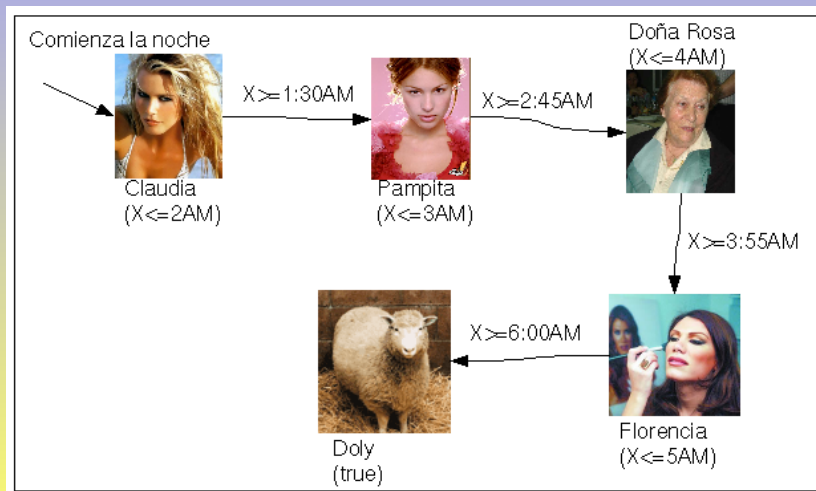 Comienza la noche
X>=1:30AM
Claudia
(X<=2AM)
X>=2:45AM
Pampita
(X<=3AM)
Doña Rosa
(X<=4AM)
X>=3:55AM
Florencia
(X<=5AM)
X>=6:00AM
Doly
(true)